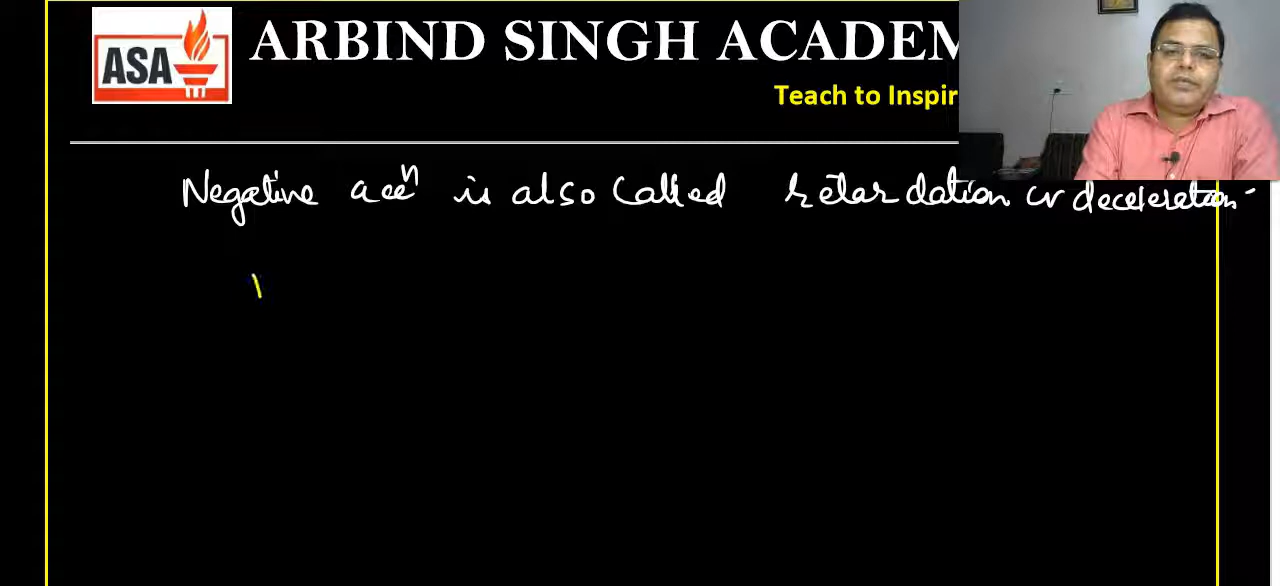 ASA
ARBIND SINGH ACADEM
Teach to Inspir
Negative accⁿ is also called retardation or deceleration.